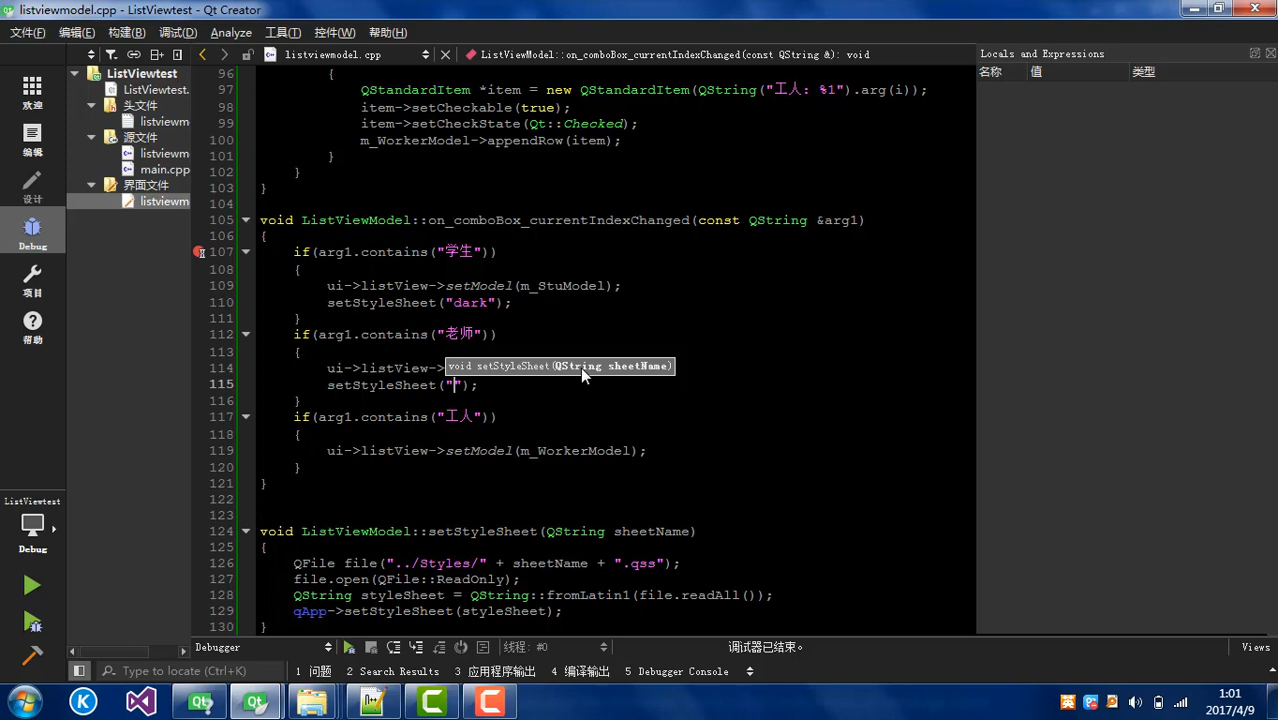 listviewmodel.cpp - ListViewtest - Qt Creator
文件(F) 编辑(E) 构建(B) 调试(D) Analyze 工具(T) 控件(W) 帮助(H)
listviewmodel.cpp
ListViewModel::on_comboBox_currentIndexChanged(const QString &): void
Locals and Expressions
名称 值 类型
欢迎
编辑
设计
Debug
项目
帮助
ListViewtest
Debug
ListViewtest
ListViewtest.
头文件
listviewm
源文件
listviewm
main.cpp
界面文件
listviewm
96 {
97 QStandardItem *item = new QStandardItem(QString("工人: %1").arg(i));
98 item->setCheckable(true);
99 item->setCheckState(Qt::Checked);
100 m_WorkerModel->appendRow(item);
101 }
102 }
103 }
104
105 void ListViewModel::on_comboBox_currentIndexChanged(const QString &arg1)
106 {
107 if(arg1.contains("学生"))
108 {
109 ui->listView->setModel(m_StuModel);
110 setStyleSheet("dark");
111 }
112 if(arg1.contains("老师"))
113 {
void setStyleSheet(QString sheetName)
114 ui->listView->
115 setStyleSheet("");
116 }
117 if(arg1.contains("工人"))
118 {
119 ui->listView->setModel(m_WorkerModel);
120 }
121 }
122
123
124 void ListViewModel::setStyleSheet(QString sheetName)
125 {
126 QFile file("../Styles/" + sheetName + ".qss");
127 file.open(QFile::ReadOnly);
128 QString styleSheet = QString::fromLatin1(file.readAll());
129 qApp->setStyleSheet(styleSheet);
130 }
Debugger 线程: #0 调试器已结束。 Views
Type to locate (Ctrl+K) 1 问题 2 Search Results 3 应用程序输出 4 编译输出 5 Debugger Console
1:01
2017/4/9